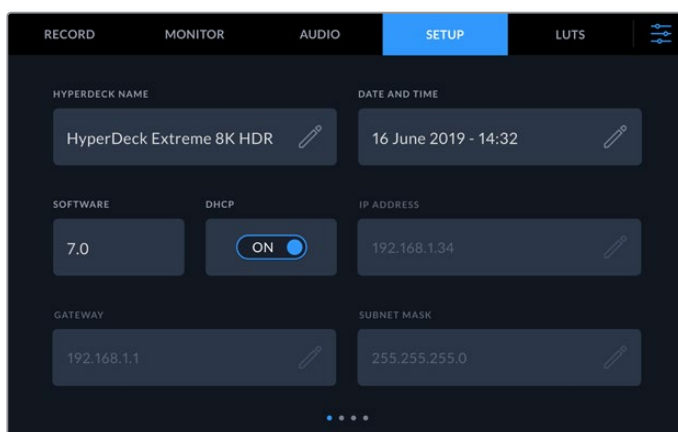 RECORD MONITOR AUDIO SETUP LUTS
HYPERDECK NAME DATE AND TIME
HyperDeck Extreme 8K HDR 16 June 2019 - 14:32
SOFTWARE DHCP IP ADDRESS
7.0 ON 192.168.1.34
GATEWAY SUBNET MASK
192.168.1.1 255.255.255.0